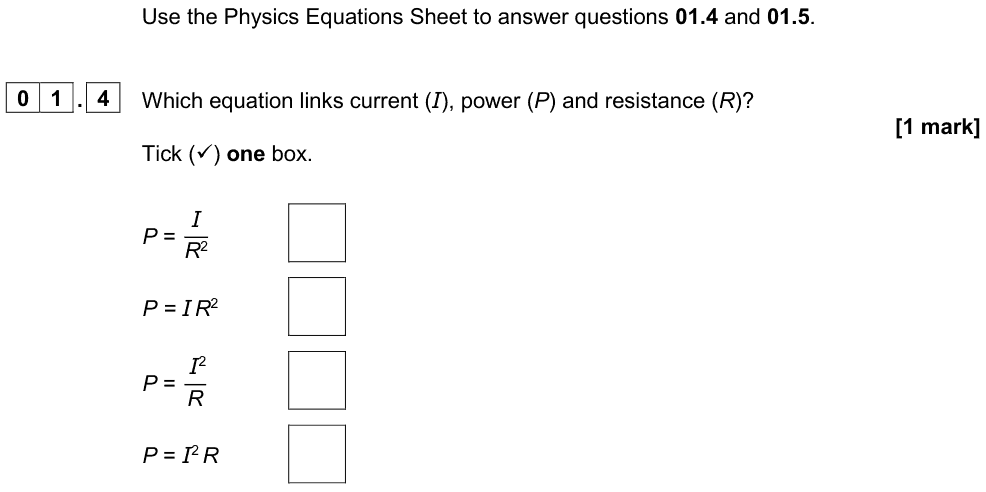 Use the Physics Equations Sheet to answer questions 01.4 and 01.5.
0 1 . 4 Which equation links current (I), power (P) and resistance (R)?
[1 mark]
Tick (✓) one box.
P = I/R²
P = I R²
P = I²/R
P = I² R